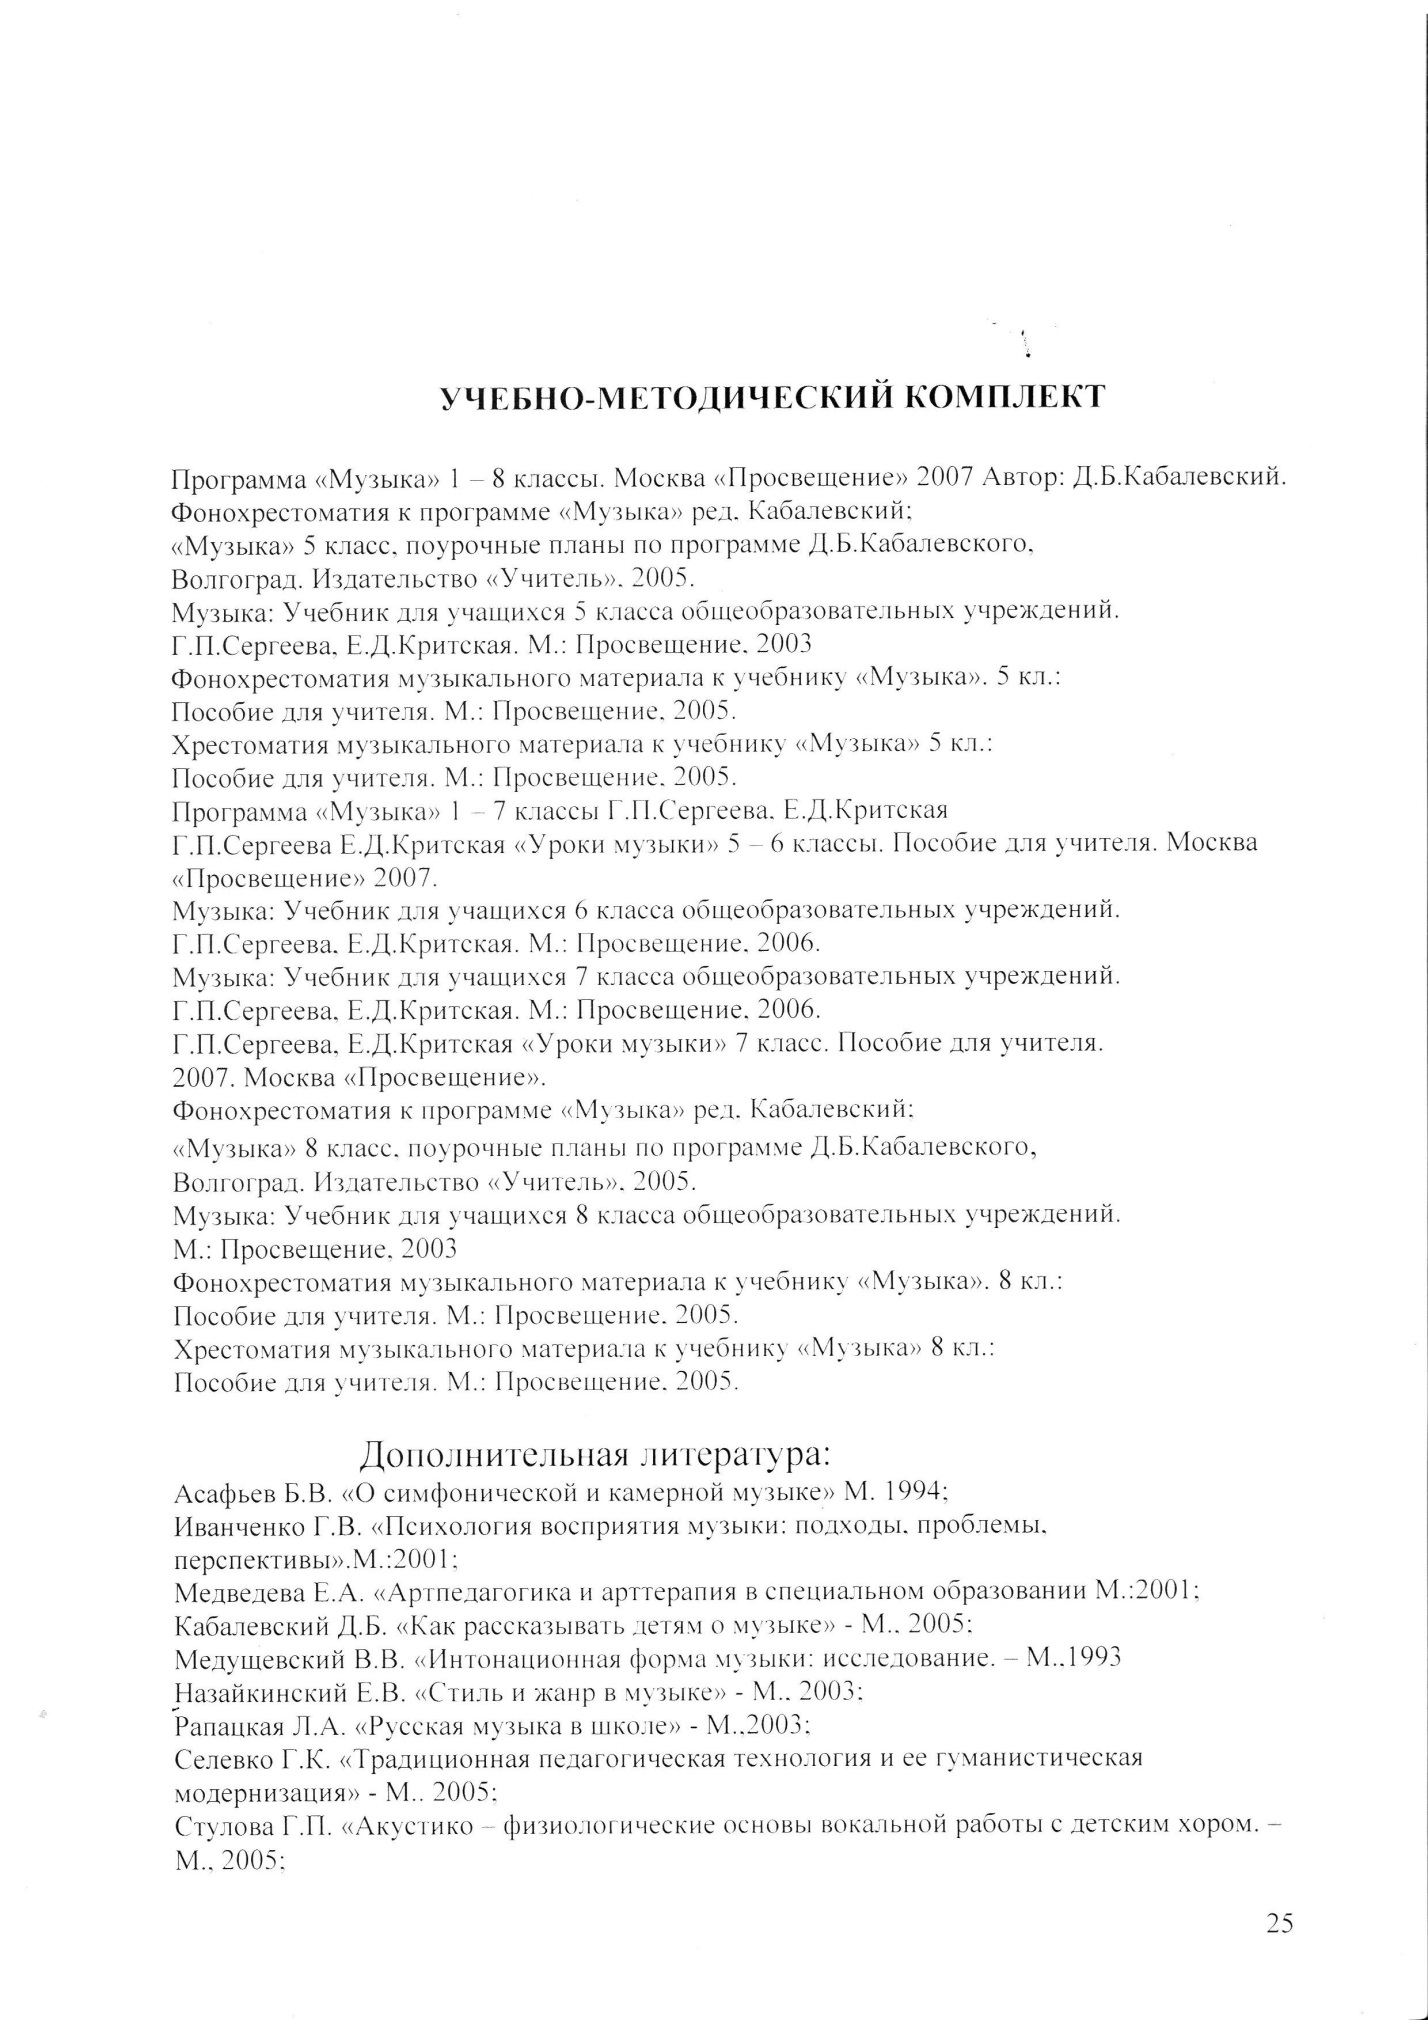 УЧЕБНО-МЕТОДИЧЕСКИЙ КОМПЛЕКТ
Программа «Музыка» 1 – 8 классы. Москва «Просвещение» 2007 Автор: Д.Б.Кабалевский.
Фонохрестоматия к программе «Музыка» ред. Кабалевский;
«Музыка» 5 класс, поурочные планы по программе Д.Б.Кабалевского,
Волгоград. Издательство «Учитель». 2005.
Музыка: Учебник для учащихся 5 класса общеобразовательных учреждений.
Г.П.Сергеева, Е.Д.Критская. М.: Просвещение, 2003
Фонохрестоматия музыкального материала к учебнику «Музыка». 5 кл.:
Пособие для учителя. М.: Просвещение, 2005.
Хрестоматия музыкального материала к учебнику «Музыка» 5 кл.:
Пособие для учителя. М.: Просвещение, 2005.
Программа «Музыка» 1 – 7 классы Г.П.Сергеева, Е.Д.Критская
Г.П.Сергеева Е.Д.Критская «Уроки музыки» 5 – 6 классы. Пособие для учителя. Москва
«Просвещение» 2007.
Музыка: Учебник для учащихся 6 класса общеобразовательных учреждений.
Г.П.Сергеева, Е.Д.Критская. М.: Просвещение, 2006.
Музыка: Учебник для учащихся 7 класса общеобразовательных учреждений.
Г.П.Сергеева, Е.Д.Критская. М.: Просвещение, 2006.
Г.П.Сергеева, Е.Д.Критская «Уроки музыки» 7 класс. Пособие для учителя.
2007. Москва «Просвещение».
Фонохрестоматия к программе «Музыка» ред. Кабалевский;
«Музыка» 8 класс, поурочные планы по программе Д.Б.Кабалевского,
Волгоград. Издательство «Учитель». 2005.
Музыка: Учебник для учащихся 8 класса общеобразовательных учреждений.
М.: Просвещение, 2003
Фонохрестоматия музыкального материала к учебнику «Музыка». 8 кл.:
Пособие для учителя. М.: Просвещение, 2005.
Хрестоматия музыкального материала к учебнику «Музыка» 8 кл.:
Пособие для учителя. М.: Просвещение, 2005.
Дополнительная литература:
Асафьев Б.В. «О симфонической и камерной музыке» М. 1994;
Иванченко Г.В. «Психология восприятия музыки: подходы, проблемы,
перспективы».М.:2001;
Медведева Е.А. «Артпедагогика и арттерапия в специальном образовании М.:2001;
Кабалевский Д.Б. «Как рассказывать детям о музыке» - М., 2005;
Медушевский В.В. «Интонационная форма музыки: исследование. – М.,1993
Назайкинский Е.В. «Стиль и жанр в музыке» - М., 2003;
Рапацкая Л.А. «Русская музыка в школе» - М.,2003;
Селевко Г.К. «Традиционная педагогическая технология и ее гуманистическая
модернизация» - М., 2005;
Стулова Г.П. «Акустико – физиологические основы вокальной работы с детским хором. –
М., 2005;
25